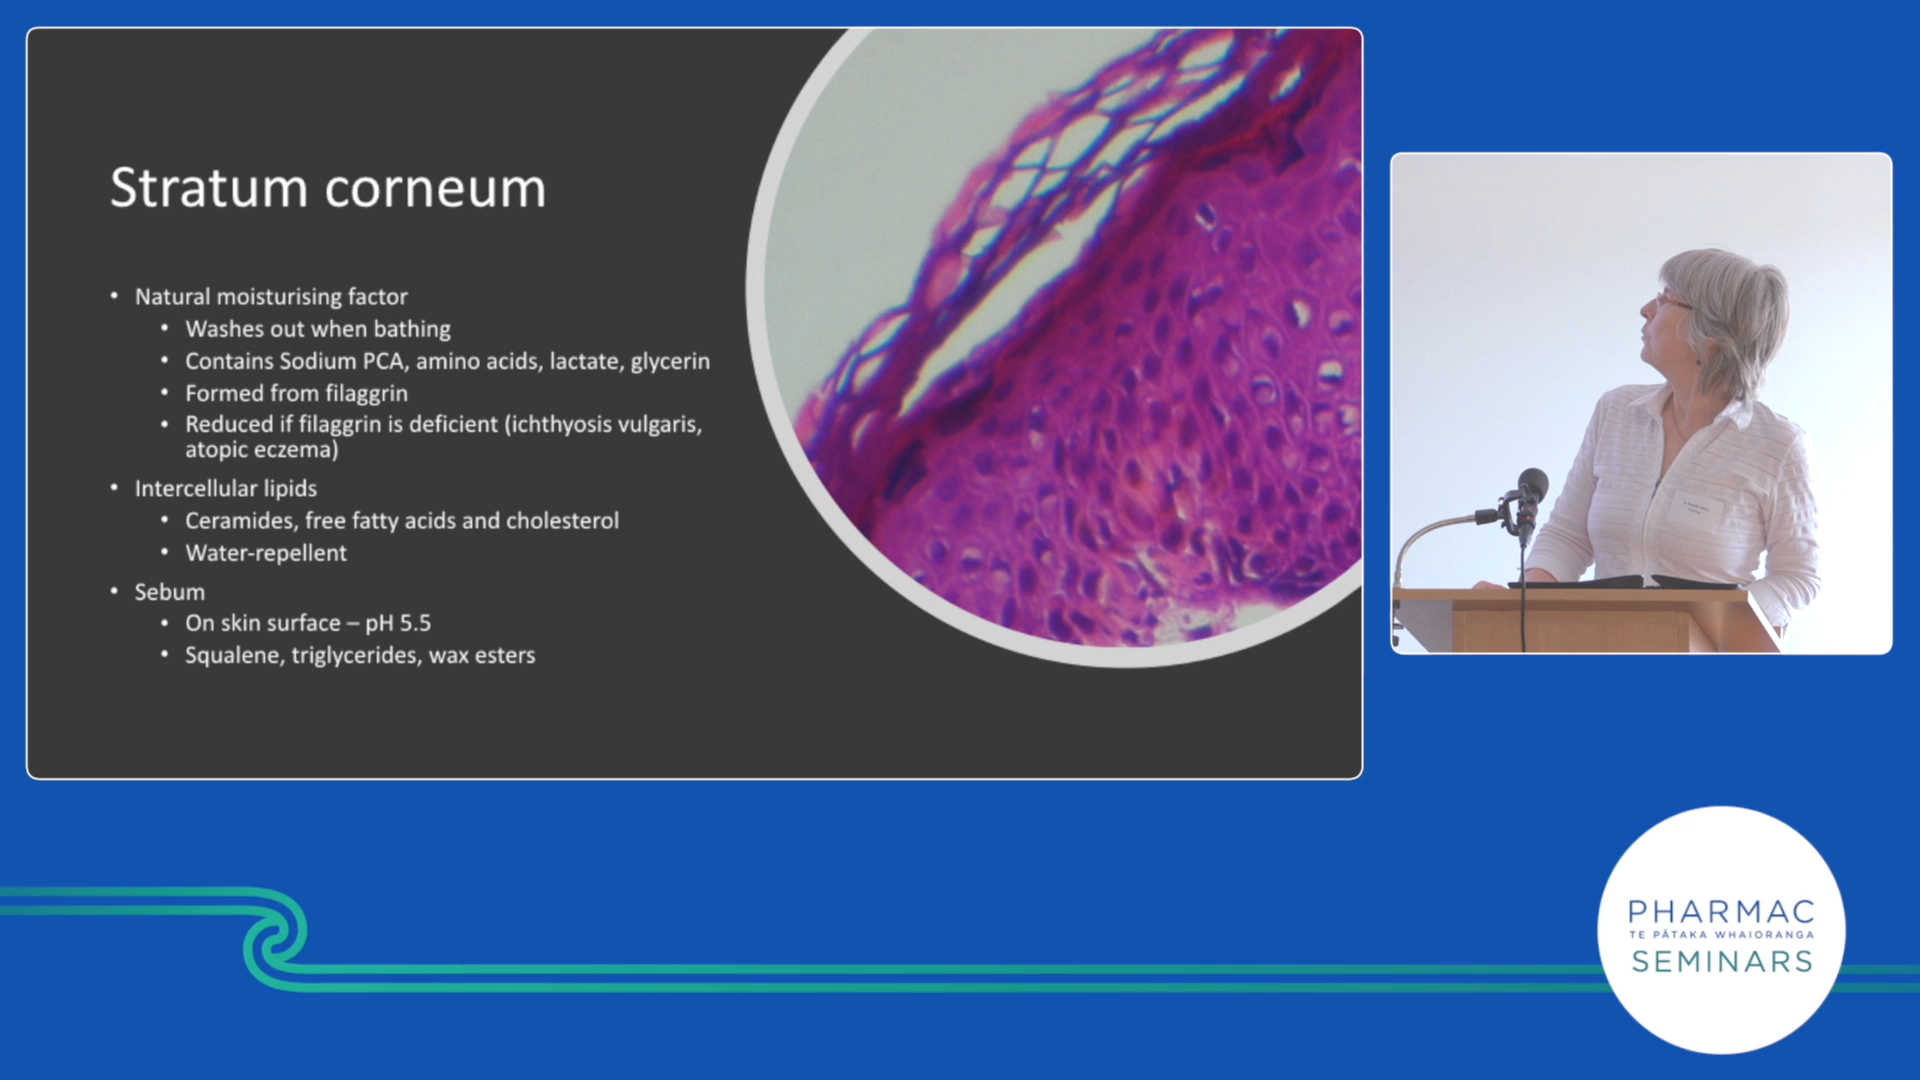 Stratum corneum
• Natural moisturising factor
• Washes out when bathing
• Contains Sodium PCA, amino acids, lactate, glycerin
• Formed from filaggrin
• Reduced if filaggrin is deficient (ichthyosis vulgaris,
atopic eczema)
• Intercellular lipids
• Ceramides, free fatty acids and cholesterol
• Water-repellent
• Sebum
• On skin surface – pH 5.5
• Squalene, triglycerides, wax esters
PHARMAC
TE PĀTAKA WHAIORANGA
SEMINARS